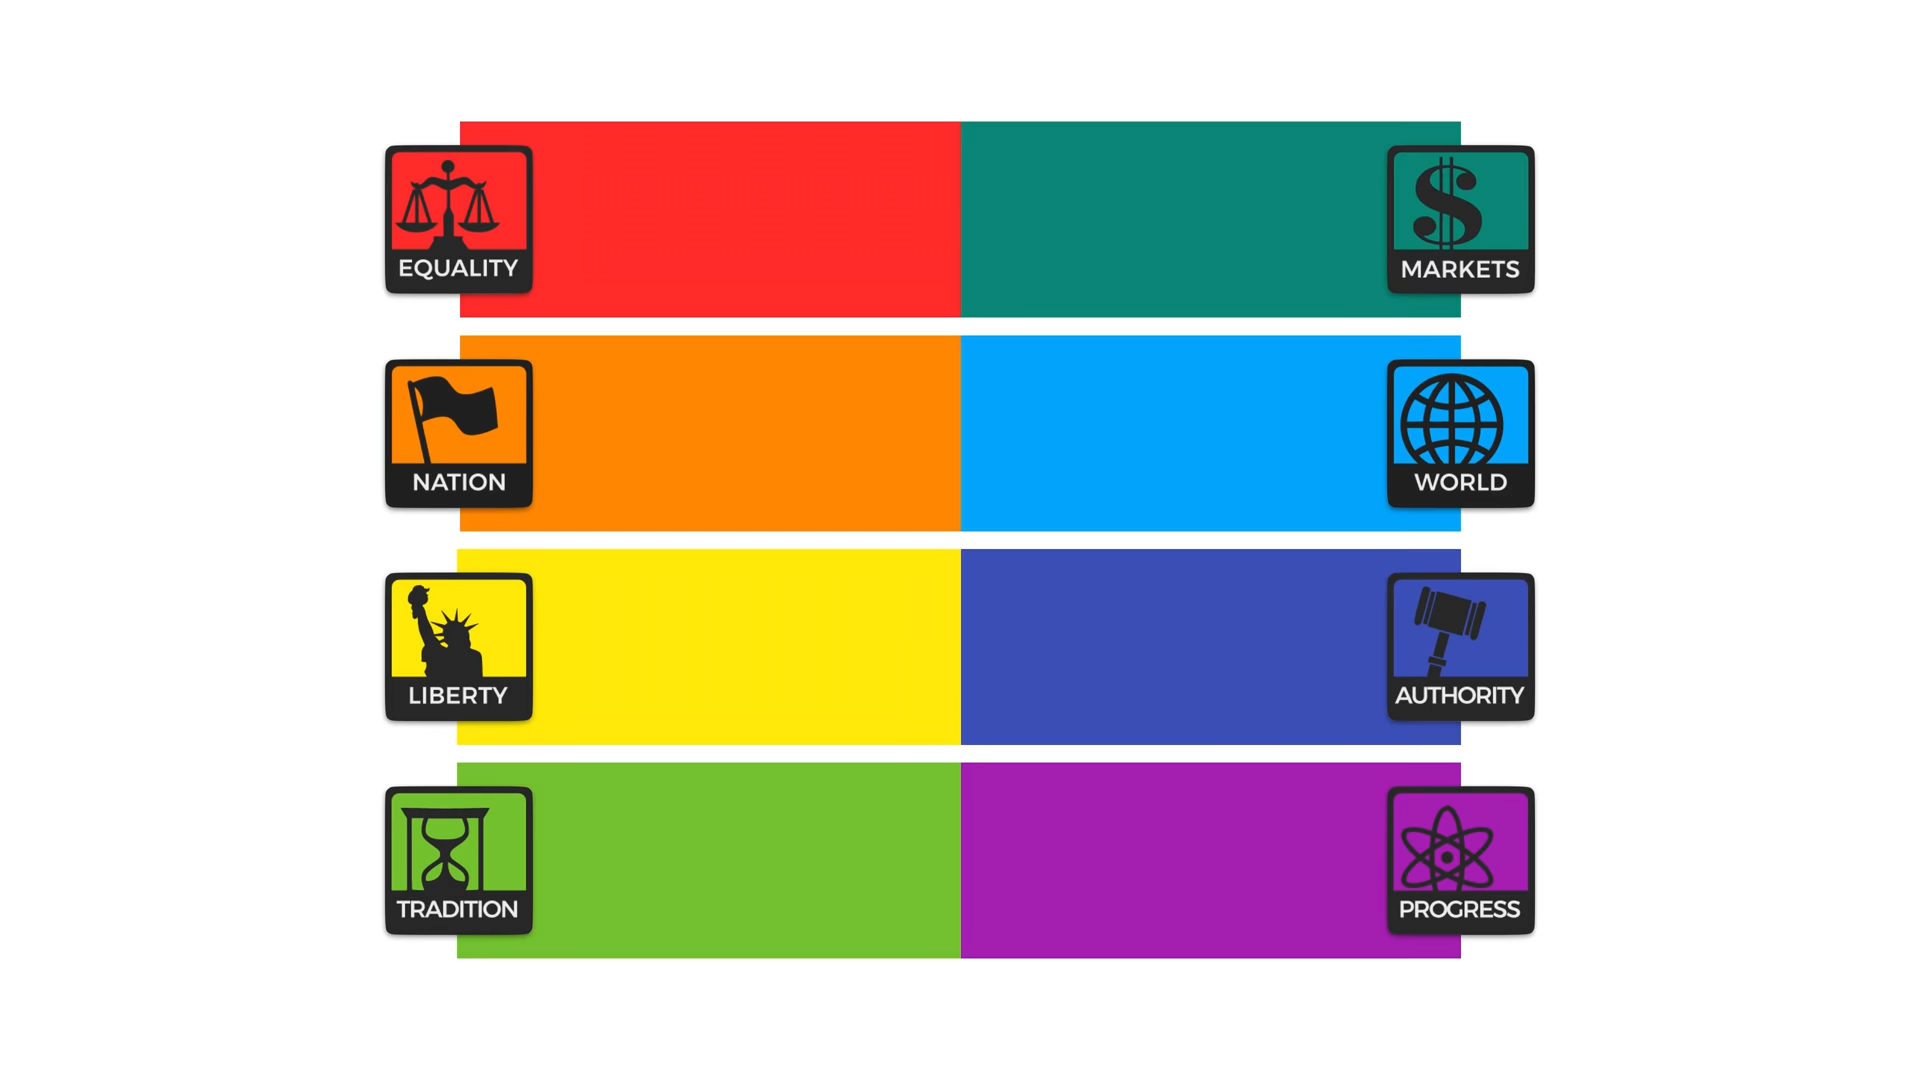 EQUALITY
MARKETS
NATION
WORLD
LIBERTY
AUTHORITY
TRADITION
PROGRESS